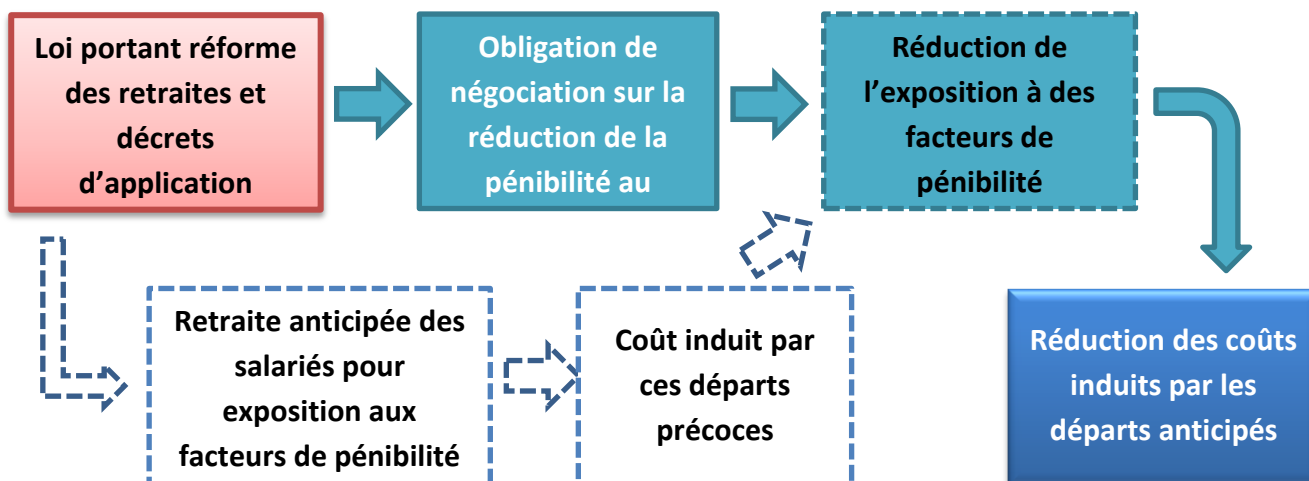 Loi portant réforme
des retraites et
décrets
d’application
Obligation de
négociation sur la
réduction de la
pénibilité au
Réduction de
l’exposition à des
facteurs de
pénibilité
Retraite anticipée des
salariés pour
exposition aux
facteurs de pénibilité
Coût induit par
ces départs
précoces
Réduction des coûts
induits par les
départs anticipés